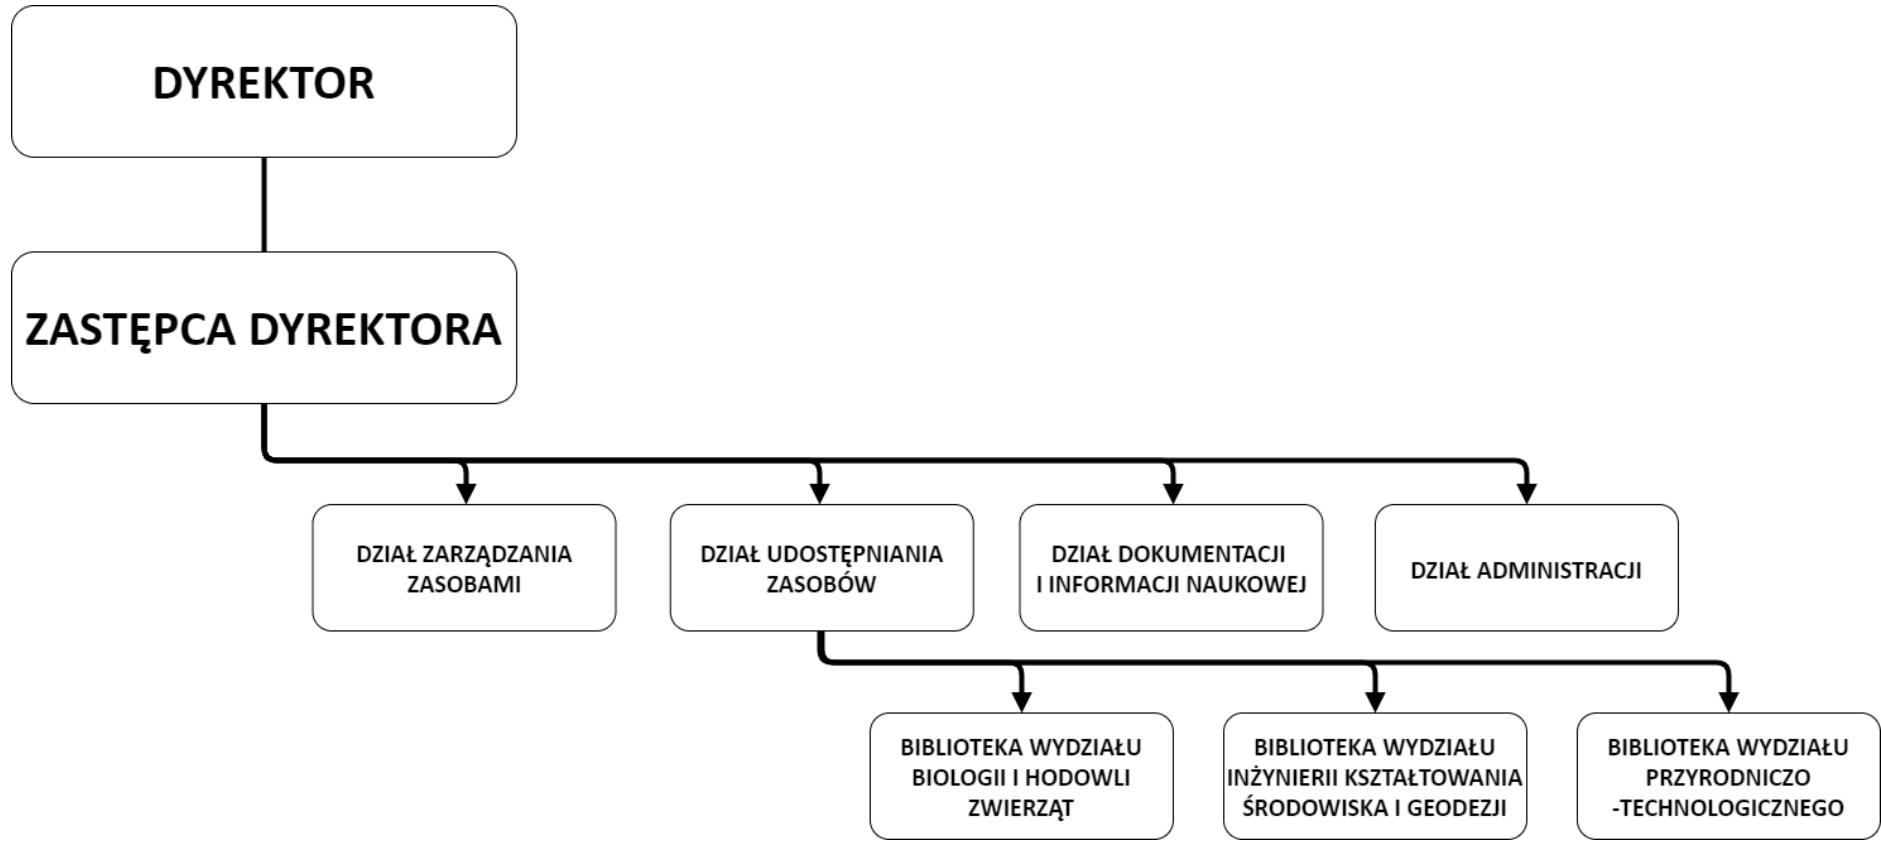 DYREKTOR
ZASTĘPCA DYREKTORA
DZIAŁ ZARZĄDZANIA
ZASOBAMI
DZIAŁ UDOSTĘPNIANIA
ZASOBÓW
DZIAŁ DOKUMENTACJI
I INFORMACJI NAUKOWEJ
DZIAŁ ADMINISTRACJI
BIBLIOTEKA WYDZIAŁU
BIOLOGII I HODOWLI
ZWIERZĄT
BIBLIOTEKA WYDZIAŁU
INŻYNIERII KSZTAŁTOWANIA
ŚRODOWISKA I GEODEZJI
BIBLIOTEKA WYDZIAŁU
PRZYRODNICZO
-TECHNOLOGICZNEGO